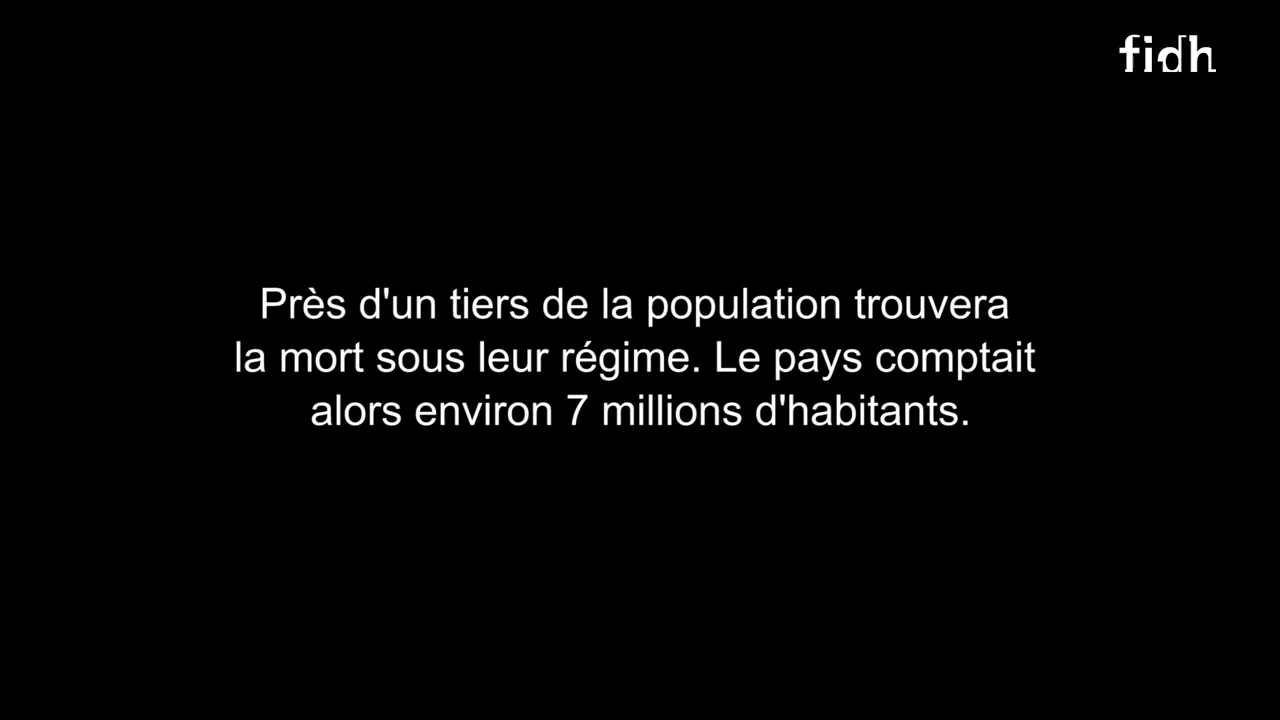 fidh
Près d'un tiers de la population trouvera
la mort sous leur régime. Le pays comptait
alors environ 7 millions d'habitants.